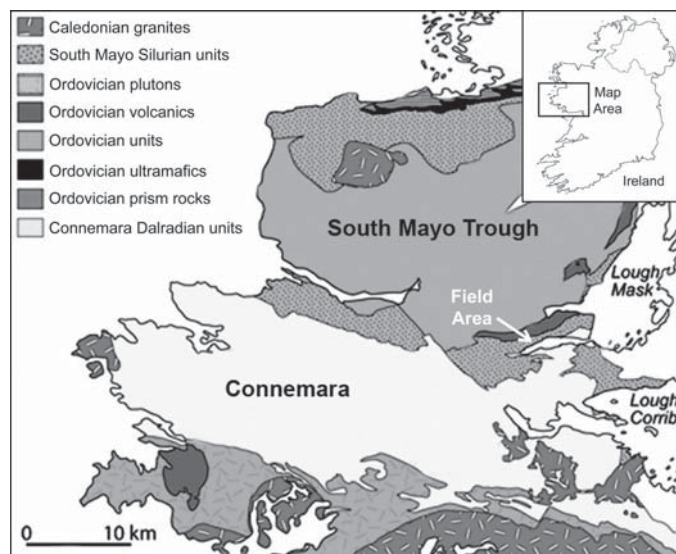 Caledonian granites
South Mayo Silurian units
Ordovician plutons
Ordovician volcanics
Ordovician units
Ordovician ultramafics
Ordovician prism rocks
Connemara Dalradian units
Map
Area
Ireland
South Mayo Trough
Lough
Mask
Field
Area
Connemara
Lough
Corrib
0 10 km